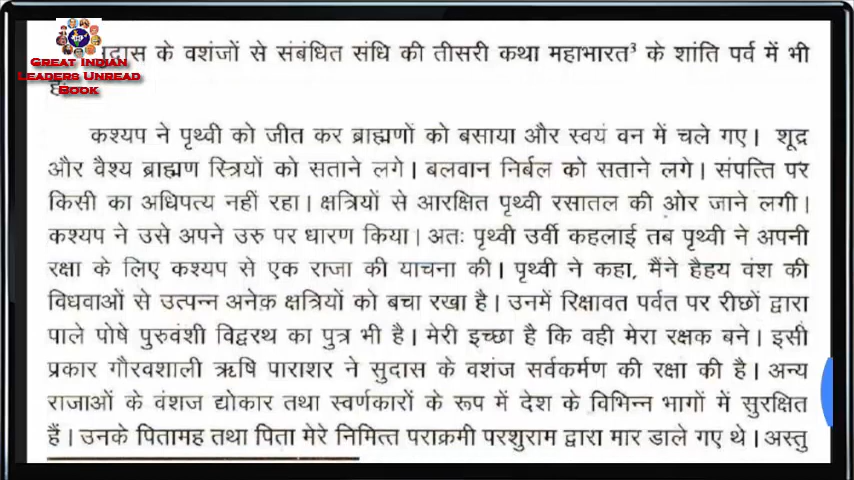 Great Indian
Leaders Unread
Book
सुदास के वशंजों से संबंधित संधि की तीसरी कथा महाभारत³ के शांति पर्व में भी
है
कश्यप ने पृथ्वी को जीत कर ब्राह्मणों को बसाया और स्वयं वन में चले गए। शूद्र
और वैश्य ब्राह्मण स्त्रियों को सताने लगे। बलवान निर्बल को सताने लगे। संपत्ति पर
किसी का अधिपत्य नहीं रहा। क्षत्रियों से आरक्षित पृथ्वी रसातल की ओर जाने लगी।
कश्यप ने उसे अपने उरु पर धारण किया। अतः पृथ्वी उर्वी कहलाई तब पृथ्वी ने अपनी
रक्षा के लिए कश्यप से एक राजा की याचना की। पृथ्वी ने कहा, मैंने हैहय वंश की
विधवाओं से उत्पन्न अनेक क्षत्रियों को बचा रखा है। उनमें रिक्षावत पर्वत पर रीछों द्वारा
पाले पोषे पुरुवंशी विद्वरथ का पुत्र भी है। मेरी इच्छा है कि वही मेरा रक्षक बने। इसी
प्रकार गौरवशाली ऋषि पाराशर ने सुदास के वशंज सर्वकर्मण की रक्षा की है। अन्य
राजाओं के वंशज द्योकार तथा स्वर्णकारों के रूप में देश के विभिन्न भागों में सुरक्षित
हैं। उनके पितामह तथा पिता मेरे निमित्त पराक्रमी परशुराम द्वारा मार डाले गए थे। अस्तु